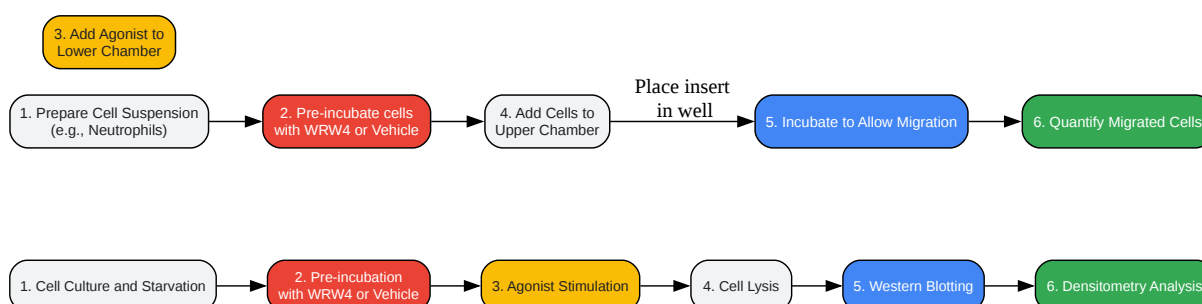 3. Add Agonist to
Lower Chamber
1. Prepare Cell Suspension
(e.g., Neutrophils)
2. Pre-incubate cells
with WRW4 or Vehicle
4. Add Cells to
Upper Chamber
Place insert
in well
5. Incubate to Allow Migration
6. Quantify Migrated Cells
1. Cell Culture and Starvation
2. Pre-incubation
with WRW4 or Vehicle
3. Agonist Stimulation
4. Cell Lysis
5. Western Blotting
6. Densitometry Analysis